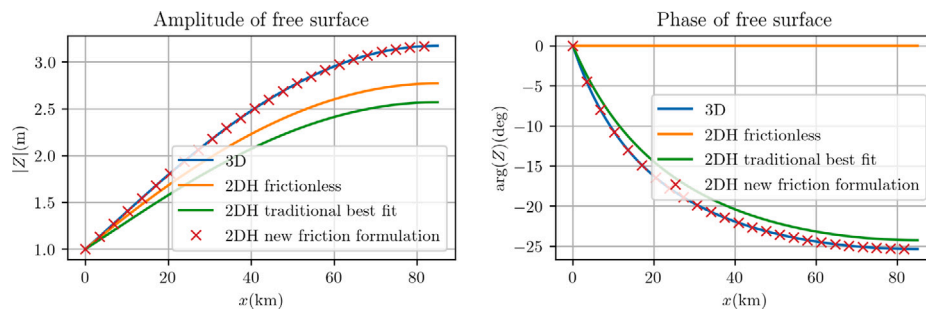 Amplitude of free surface
3.0
2.5
2.0
1.5
1.0
|Z|(m)
0 20 40 60 80
x(km)
3D
2DH frictionless
2DH traditional best fit
2DH new friction formulation
Phase of free surface
0
−5
−10
−15
−20
−25
arg(Z)(deg)
0 20 40 60 80
x(km)
3D
2DH frictionless
2DH traditional best fit
2DH new friction formulation